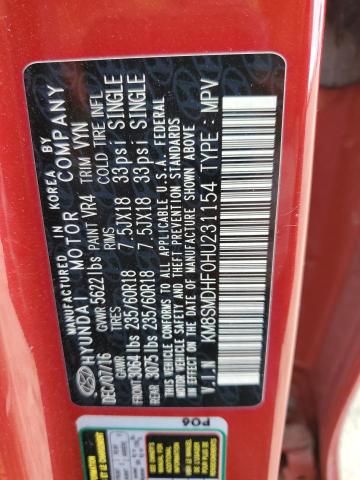 MANUFACTURED IN KOREA BY
HYUNDAI MOTOR COMPANY
DEC/07/16 GVWR 5622 lbs PAINT VR4 TRIM VYN
GAWR TIRES RIMS COLD TIRE INFL
FRONT 3064 lbs 235/60R18 7.5JX18 33psi SINGLE
REAR 3075 lbs 235/60R18 7.5JX18 33psi SINGLE
THIS VEHICLE CONFORMS TO ALL APPLICABLE U.S.A. FEDERAL
MOTOR VEHICLE SAFETY STANDARDS IN EFFECT ON THE
DATE OF MANUFACTURE SHOWN ABOVE.
V.I.N KM8SMDHF0HU231154 TYPE : MPV
P06